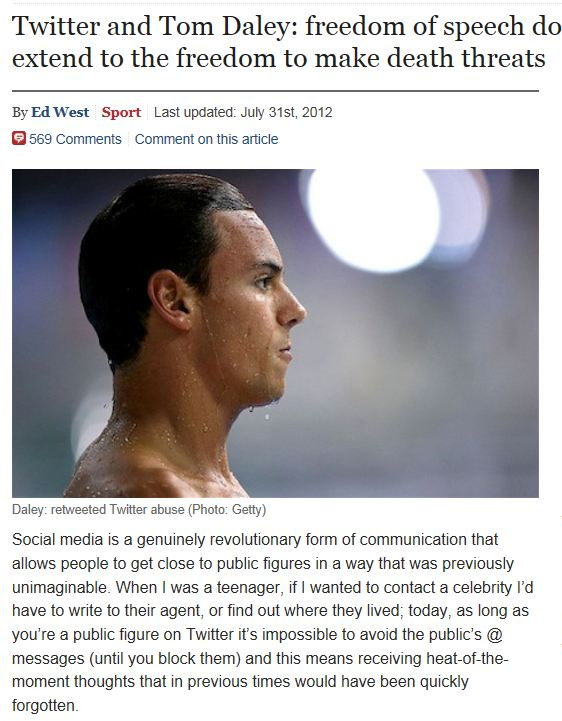 Twitter and Tom Daley: freedom of speech do
extend to the freedom to make death threats
By Ed West Sport Last updated: July 31st, 2012
569 Comments Comment on this article
Daley: retweeted Twitter abuse (Photo: Getty)
Social media is a genuinely revolutionary form of communication that
allows people to get close to public figures in a way that was previously
unimaginable. When I was a teenager, if I wanted to contact a celebrity I'd
have to write to their agent, or find out where they lived; today, as long as
you're a public figure on Twitter it's impossible to avoid the public's @
messages (until you block them) and this means receiving heat-of-the-
moment thoughts that in previous times would have been quickly
forgotten.